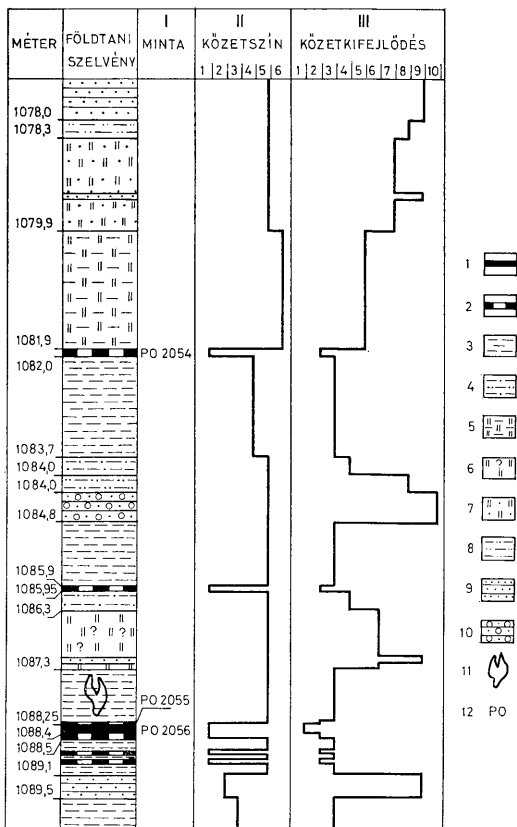 MÉTER
FÖLDTANI
SZELVÉNY
I
MINTA
II
KŐZETSZÍN
1 2 3 4 5 6
III
KŐZETKIFEJLŐDÉS
1 2 3 4 5 6 7 8 9 10
1078,0
1078,3
1079,9
1081,9
1082,0
1083,7
1084,0
1084,0
1084,8
1085,9
1085,95
1086,3
1087,3
1088,25
1088,4
1088,5
1089,1
1089,5
? ?
?
PO 2054
PO 2055
PO 2056
1
2
3
4
5
6 ?
7
8
9
10
11
12 PO